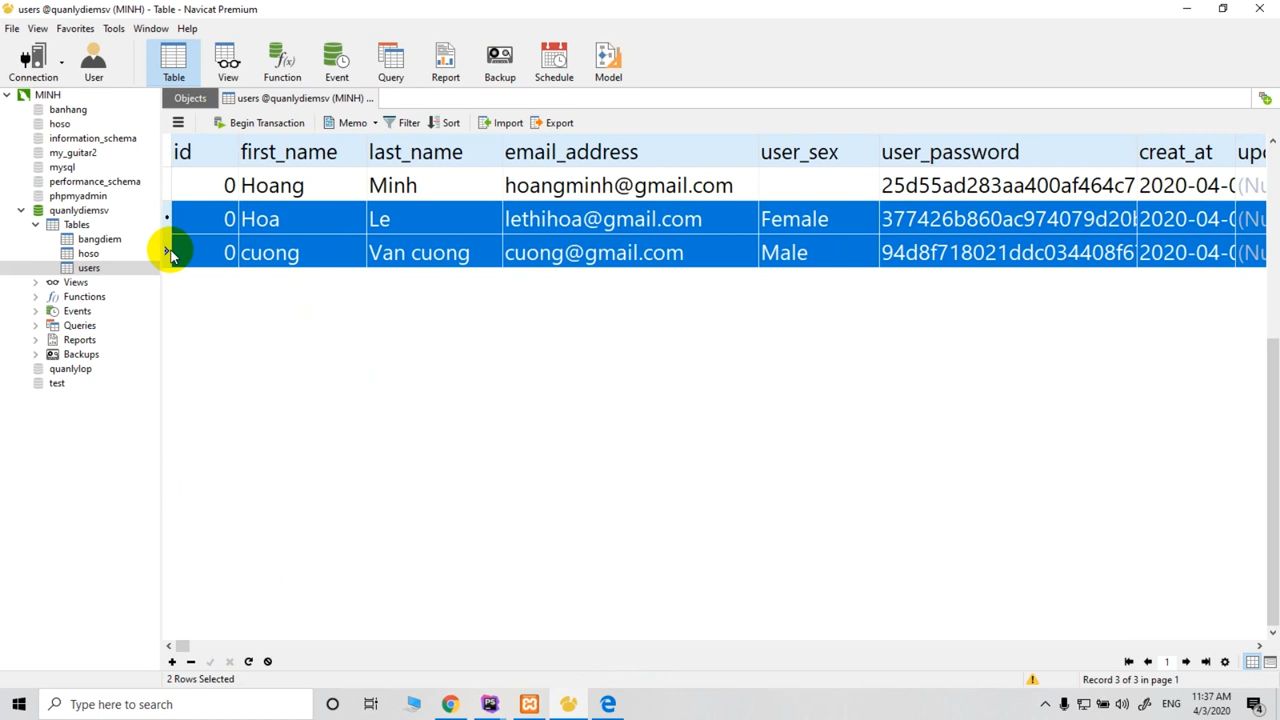 users @quanlydiemsv (MINH) - Table - Navicat Premium
File View Favorites Tools Window Help
Connection User Table View Function Event Query Report Backup Schedule Model
MINH
banhang
hoso
information_schema
my_guitar2
mysql
performance_schema
phpmyadmin
quanlydiemsv
Tables
bangdiem
hoso
users
Views
Functions
Events
Queries
Reports
Backups
quanlylop
test
Objects users @quanlydiemsv (MINH) ...
Begin Transaction Memo Filter Sort Import Export
id first_name last_name email_address user_sex user_password creat_at
0 Hoang Minh hoangminh@gmail.com 25d55ad283aa400af464c7 2020-04-0 (Nu
0 Hoa Le lethihoa@gmail.com Female 377426b860ac974079d20b 2020-04-0 (Nu
0 cuong Van cuong cuong@gmail.com Male 94d8f718021ddc034408f6 2020-04-0 (Nu
1
2 Rows Selected Record 3 of 3 in page 1
Type here to search
ENG
11:37 AM
4/3/2020
4